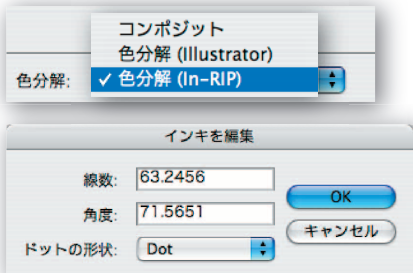 コンポジット
色分解 (Illustrator)
色分解: ✓ 色分解 (In-RIP)
インキを編集
線数: 63.2456
OK
角度: 71.5651
キャンセル
ドットの形状: Dot